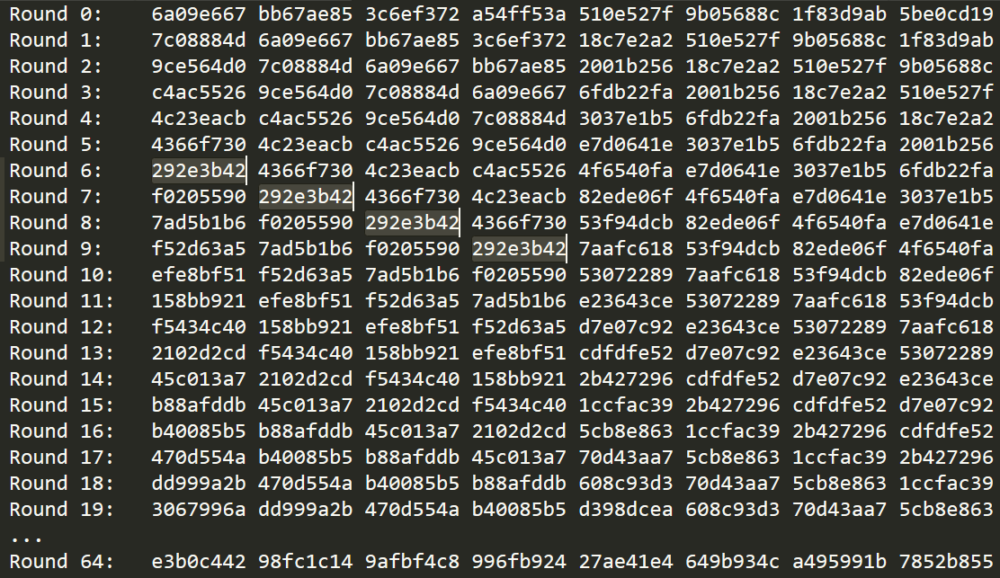 Round 0: 6a09e667 bb67ae85 3c6ef372 a54ff53a 510e527f 9b05688c 1f83d9ab 5be0cd19
Round 1: 7c08884d 6a09e667 bb67ae85 3c6ef372 18c7e2a2 510e527f 9b05688c 1f83d9ab
Round 2: 9ce564d0 7c08884d 6a09e667 bb67ae85 2001b256 18c7e2a2 510e527f 9b05688c
Round 3: c4ac5526 9ce564d0 7c08884d 6a09e667 6fdb22fa 2001b256 18c7e2a2 510e527f
Round 4: 4c23eacb c4ac5526 9ce564d0 7c08884d 3037e1b5 6fdb22fa 2001b256 18c7e2a2
Round 5: 4366f730 4c23eacb c4ac5526 9ce564d0 e7d0641e 3037e1b5 6fdb22fa 2001b256
Round 6: 292e3b42 4366f730 4c23eacb c4ac5526 4f6540fa e7d0641e 3037e1b5 6fdb22fa
Round 7: f0205590 292e3b42 4366f730 4c23eacb 82ede06f 4f6540fa e7d0641e 3037e1b5
Round 8: 7ad5b1b6 f0205590 292e3b42 4366f730 53f94dcb 82ede06f 4f6540fa e7d0641e
Round 9: f52d63a5 7ad5b1b6 f0205590 292e3b42 7aafc618 53f94dcb 82ede06f 4f6540fa
Round 10: efe8bf51 f52d63a5 7ad5b1b6 f0205590 53072289 7aafc618 53f94dcb 82ede06f
Round 11: 158bb921 efe8bf51 f52d63a5 7ad5b1b6 e23643ce 53072289 7aafc618 53f94dcb
Round 12: f5434c40 158bb921 efe8bf51 f52d63a5 d7e07c92 e23643ce 53072289 7aafc618
Round 13: 2102d2cd f5434c40 158bb921 efe8bf51 cdfdfe52 d7e07c92 e23643ce 53072289
Round 14: 45c013a7 2102d2cd f5434c40 158bb921 2b427296 cdfdfe52 d7e07c92 e23643ce
Round 15: b88afddb 45c013a7 2102d2cd f5434c40 1ccfac39 2b427296 cdfdfe52 d7e07c92
Round 16: b40085b5 b88afddb 45c013a7 2102d2cd 5cb8e863 1ccfac39 2b427296 cdfdfe52
Round 17: 470d554a b40085b5 b88afddb 45c013a7 70d43aa7 5cb8e863 1ccfac39 2b427296
Round 18: dd999a2b 470d554a b40085b5 b88afddb 608c93d3 70d43aa7 5cb8e863 1ccfac39
Round 19: 3067996a dd999a2b 470d554a b40085b5 d398dcea 608c93d3 70d43aa7 5cb8e863
...
Round 64: e3b0c442 98fc1c14 9afbf4c8 996fb924 27ae41e4 649b934c a495991b 7852b855